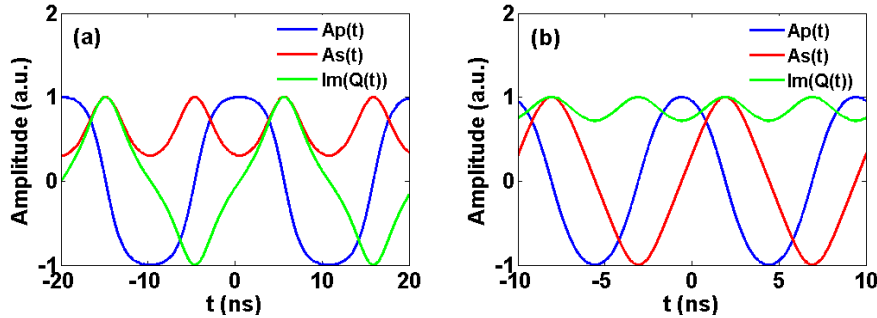 (a)
Ap(t)
As(t)
Im(Q(t))
Amplitude (a.u.)
2
1
0
-1
-20
-10
0
10
20
t (ns)
(b)
Ap(t)
As(t)
Im(Q(t))
Amplitude (a.u.)
2
1
0
-1
-10
-5
0
5
10
t (ns)